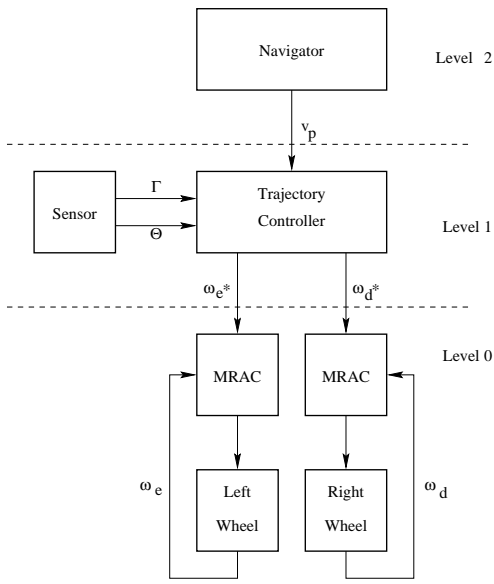 Navigator
Level 2
v_p
Γ
Sensor
Θ
Trajectory
Controller
Level 1
ω_e*
ω_d*
Level 0
MRAC
MRAC
ω_e
Left
Wheel
Right
Wheel
ω_d